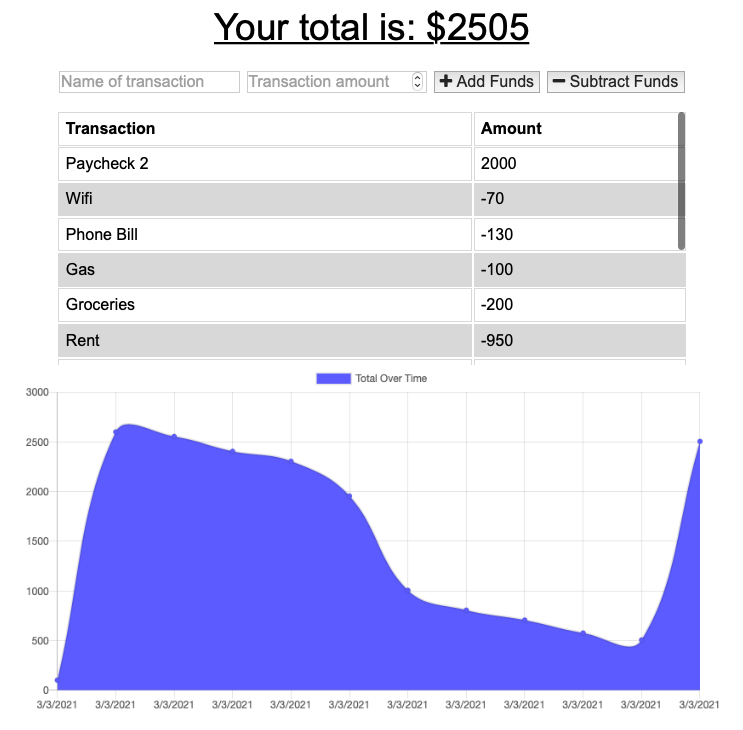 Your total is: $2505
Name of transaction Transaction amount Add Funds Subtract Funds
Transaction Amount
Paycheck 2 2000
Wifi -70
Phone Bill -130
Gas -100
Groceries -200
Rent -950
Total Over Time
3000
2500
2000
1500
1000
500
0
3/3/2021 3/3/2021 3/3/2021 3/3/2021 3/3/2021 3/3/2021 3/3/2021 3/3/2021 3/3/2021 3/3/2021 3/3/2021 3/3/2021